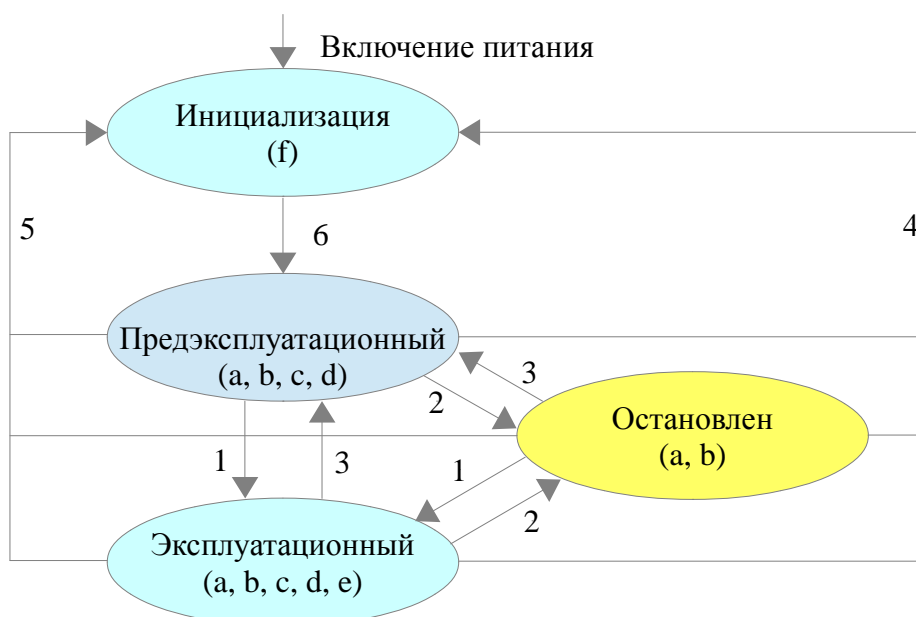 Включение питания
Инициализация
(f)
5
4
6
Предэксплуатационный
(a, b, c, d)
3
2
Остановлен
(a, b)
1
3
1
2
Эксплуатационный
(a, b, c, d, e)